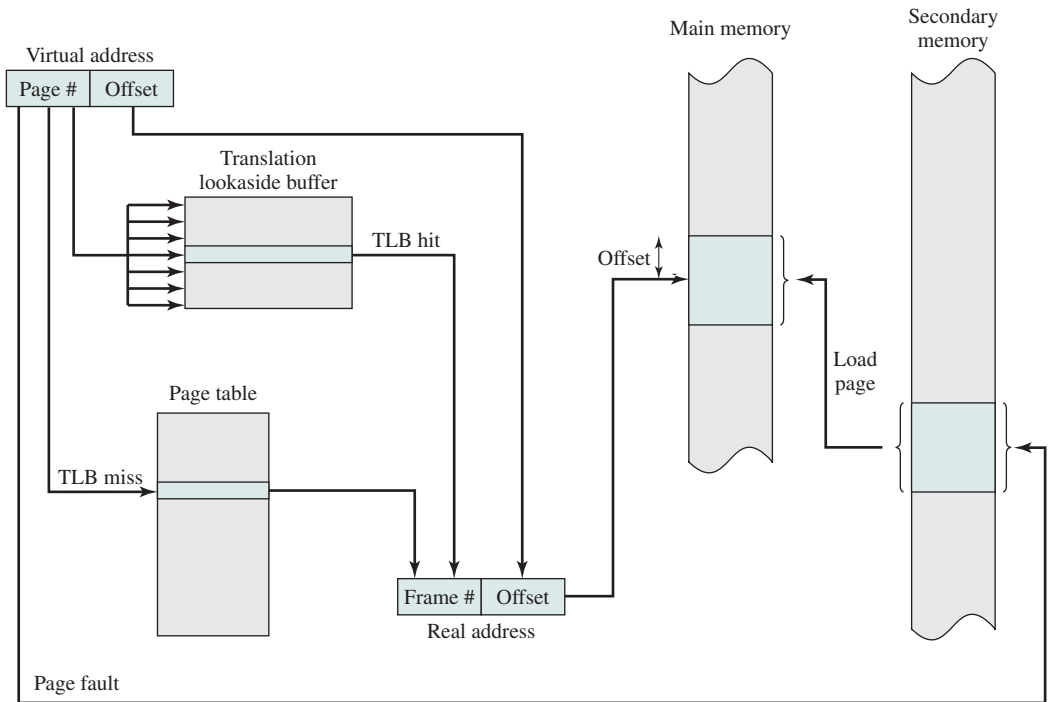 Virtual address
Page #
Offset
Main memory
Secondary
memory
Translation
lookaside buffer
TLB hit
Offset
Load
page
Page table
TLB miss
Frame #
Offset
Real address
Page fault